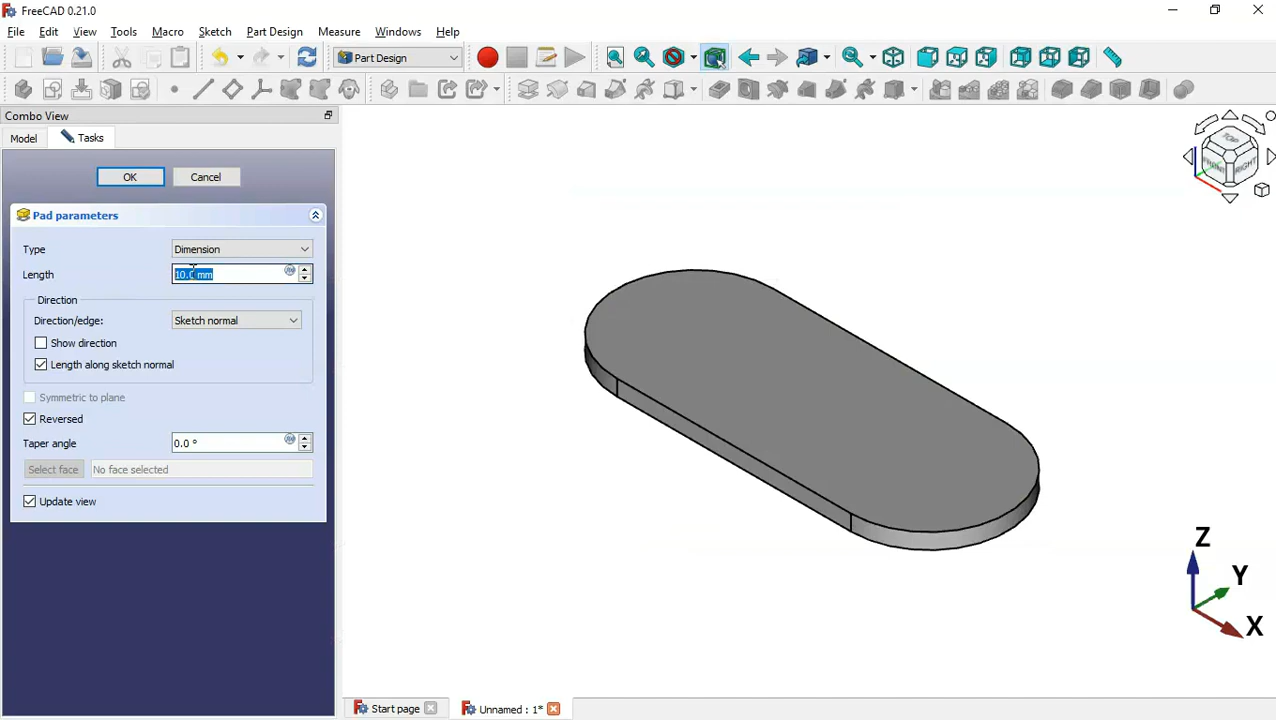 FreeCAD 0.21.0
File Edit View Tools Macro Sketch Part Design Measure Windows Help
Part Design
Combo View
Model Tasks
OK Cancel
Pad parameters
Type Dimension
Length 10.0 mm
Direction
Direction/edge: Sketch normal
Show direction
Length along sketch normal
Symmetric to plane
Reversed
Taper angle 0.0 °
Select face No face selected
Update view
TOP
FRONT RIGHT
Z
Y
X
Start page Unnamed : 1*